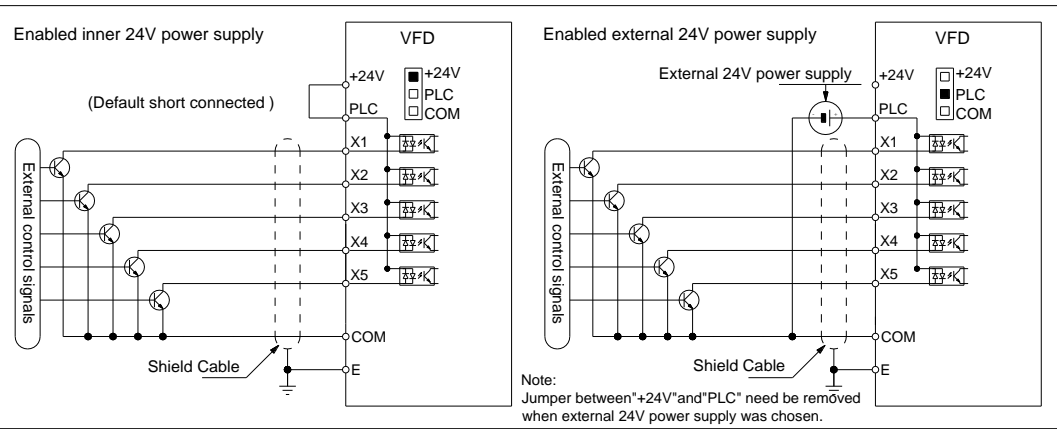 Enabled inner 24V power supply
VFD
+24V
+24V
PLC
COM
(Default short connected )
PLC
X1
X2
X3
X4
X5
External control signals
COM
Shield Cable
E
Enabled external 24V power supply
VFD
External 24V power supply
+24V
+24V
PLC
COM
PLC
X1
X2
X3
X4
X5
External control signals
COM
Shield Cable
E
Note:
Jumper between"+24V"and"PLC" need be removed
when external 24V power supply was chosen.